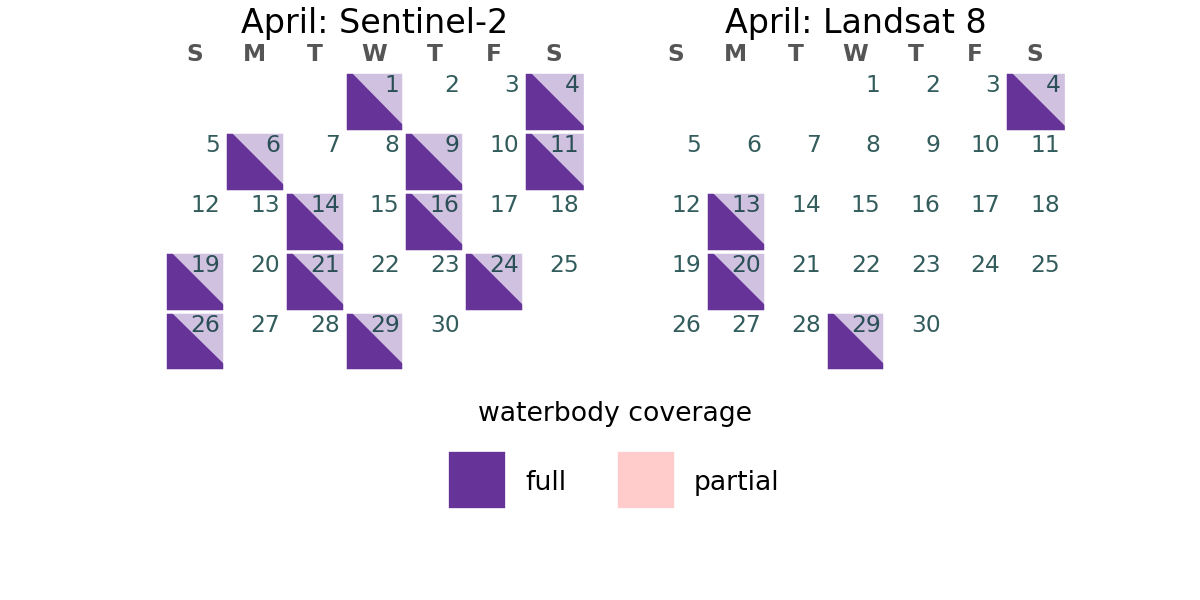 April: Sentinel-2
S M T W T F S
1 2 3 4
5 6 7 8 9 10 11
12 13 14 15 16 17 18
19 20 21 22 23 24 25
26 27 28 29 30
April: Landsat 8
S M T W T F S
1 2 3 4
5 6 7 8 9 10 11
12 13 14 15 16 17 18
19 20 21 22 23 24 25
26 27 28 29 30
waterbody coverage
full partial